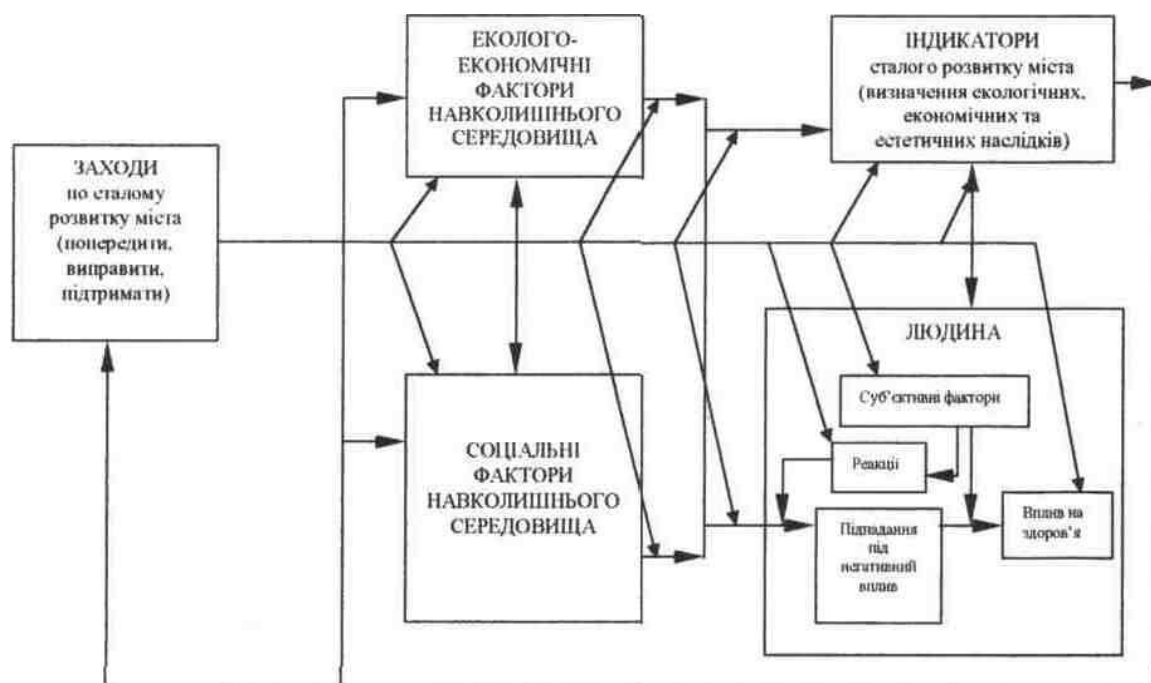 ЕКОЛОГО-
ЕКОНОМІЧНІ
ФАКТОРИ
НАВКОЛИШНЬОГО
СЕРЕДОВИЩА
ІНДИКАТОРИ
сталого розвитку міста
(визначення екологічних,
економічних та
естетичних наслідків)
ЗАХОДИ
по сталому
розвитку міста
(попередити,
виправити,
підтримати)
СОЦІАЛЬНІ
ФАКТОРИ
НАВКОЛИШНЬОГО
СЕРЕДОВИЩА
ЛЮДИНА
Суб'єктивні фактори
Реакції
Підпадання
під
негативний
вплив
Вплив на
здоров'я